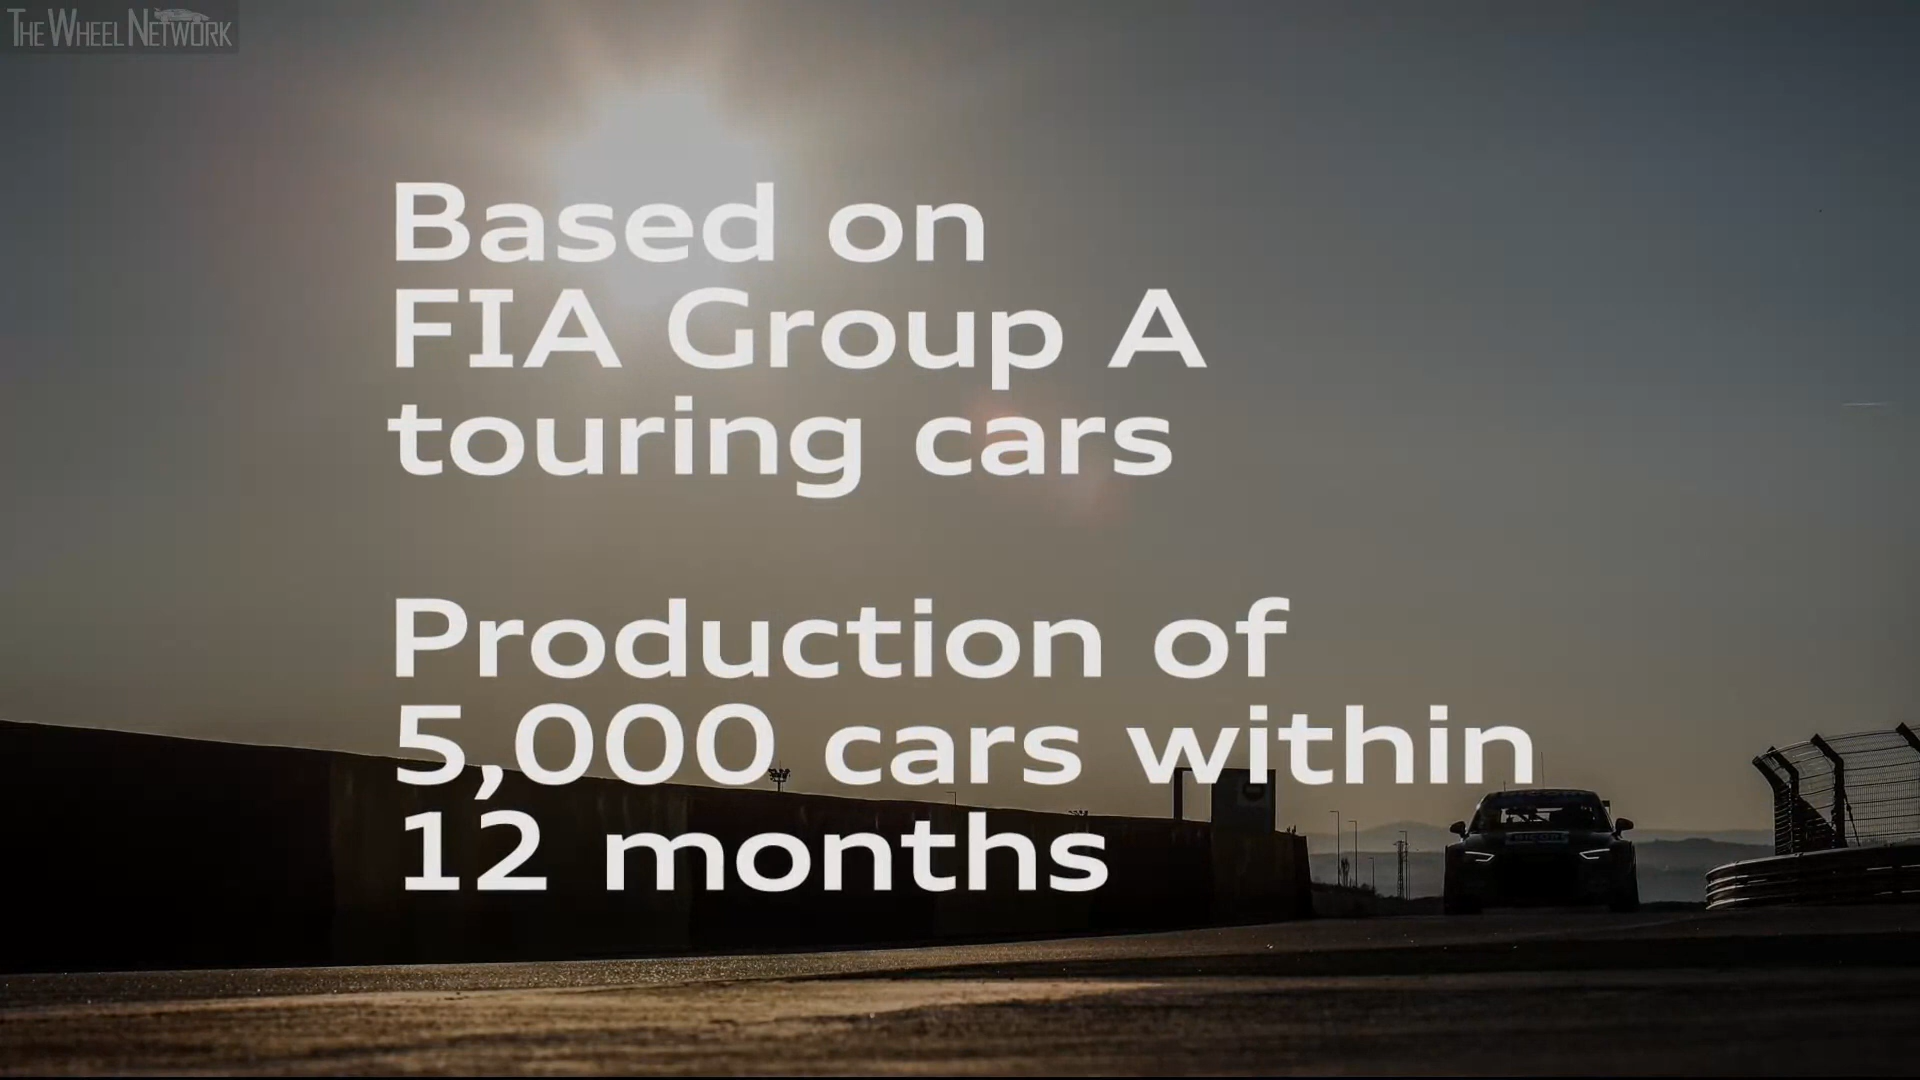 THE WHEEL NETWORK
Based on
FIA Group A
touring cars
Production of
5,000 cars within
12 months